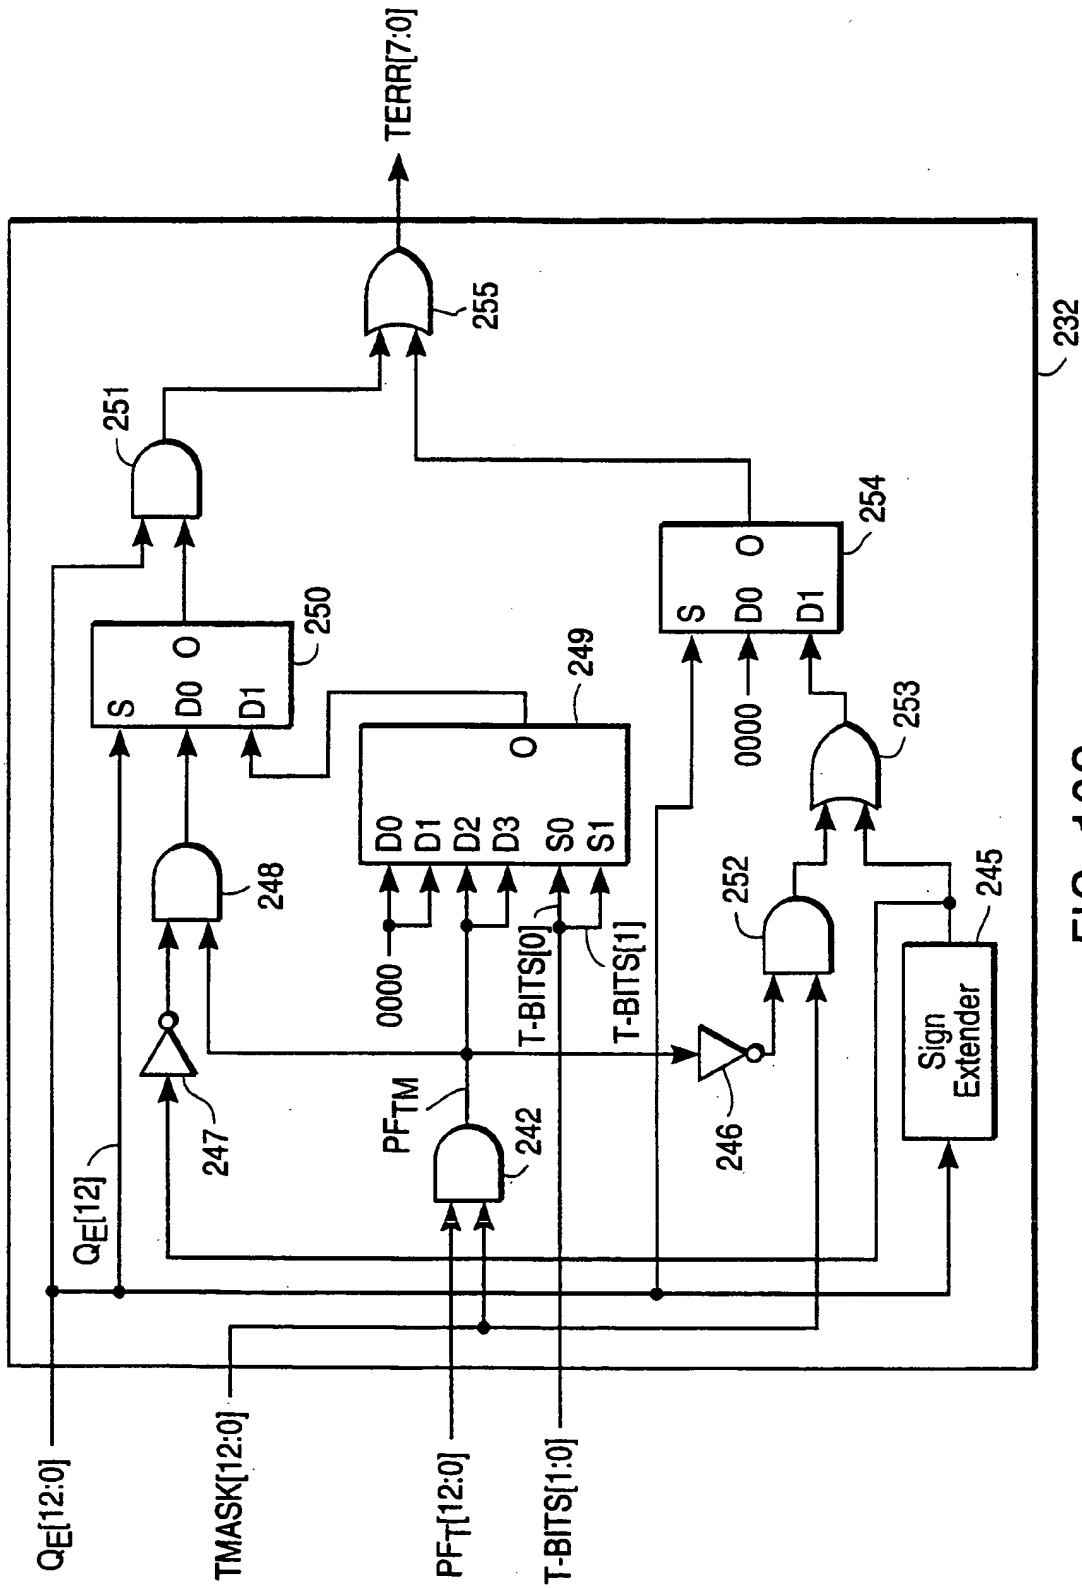 QE[12:0]
TMASK[12:0]
PFT[12:0]
T-BITS[1:0]
QE[12]
247
248
S
D0
D1
O
250
251
PFTM
242
0000
T-BITS[0]
T-BITS[1]
D0
D1
D2
D3
S0
S1
O
249
246
252
Sign
Extender
245
253
0000
S
D0
D1
O
254
255
TERR[7:0]
232